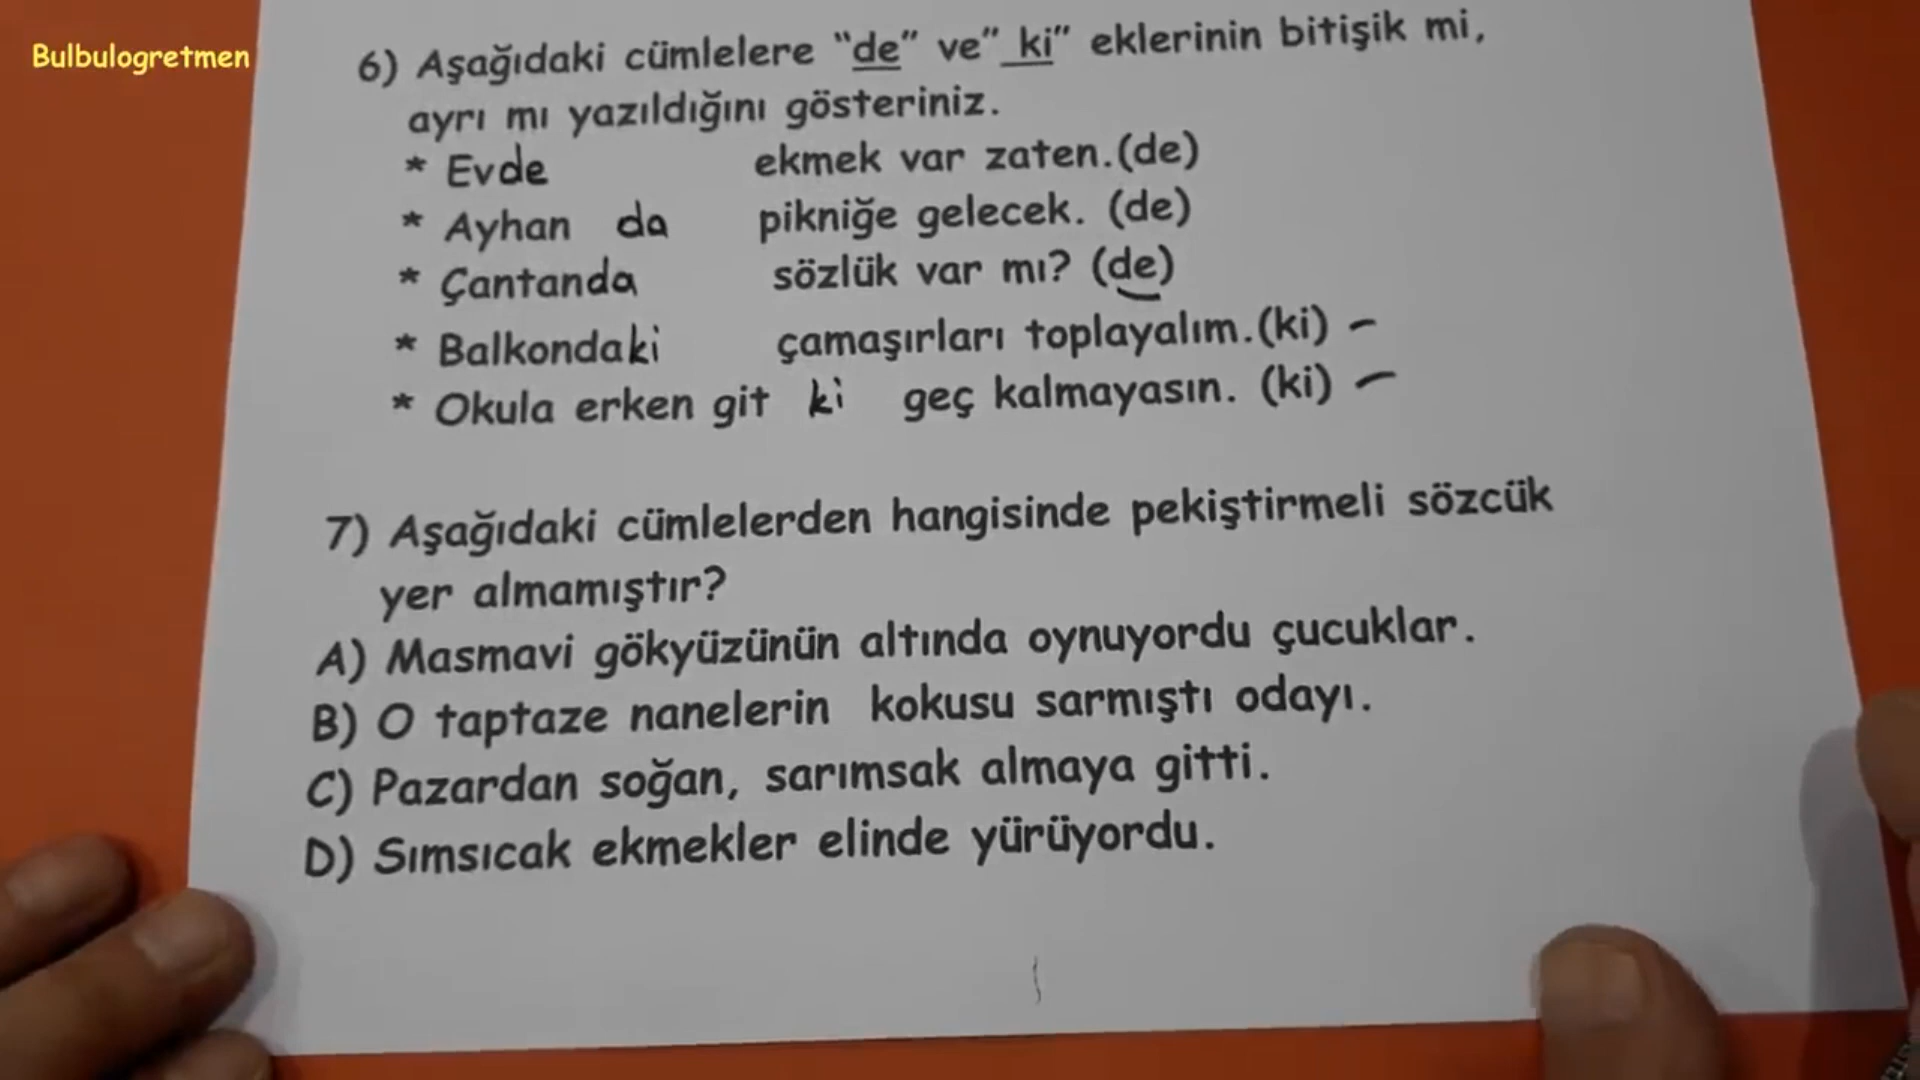 Bulbulogretmen
6) Aşağıdaki cümlelere "de" ve" ki" eklerinin bitişik mi,
ayrı mı yazıldığını gösteriniz.
* Evde ekmek var zaten.(de)
* Ayhan da pikniğe gelecek. (de)
* Çantanda sözlük var mı? (de)
* Balkondaki çamaşırları toplayalım.(ki) -
* Okula erken git ki geç kalmayasın. (ki) -
7) Aşağıdaki cümlelerden hangisinde pekiştirmeli sözcük
yer almamıştır?
A) Masmavi gökyüzünün altında oynuyordu çucuklar.
B) O taptaze nanelerin kokusu sarmıştı odayı.
C) Pazardan soğan, sarımsak almaya gitti.
D) Sımsıcak ekmekler elinde yürüyordu.